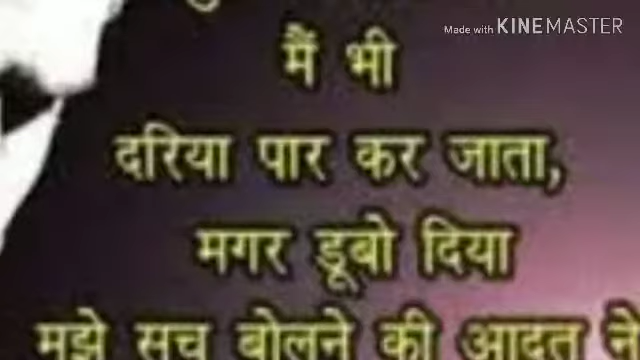 Made with KINEMASTER
मैं भी
दरिया पार कर जाता,
मगर डूबो दिया
मुझे सच बोलने की आदत ने